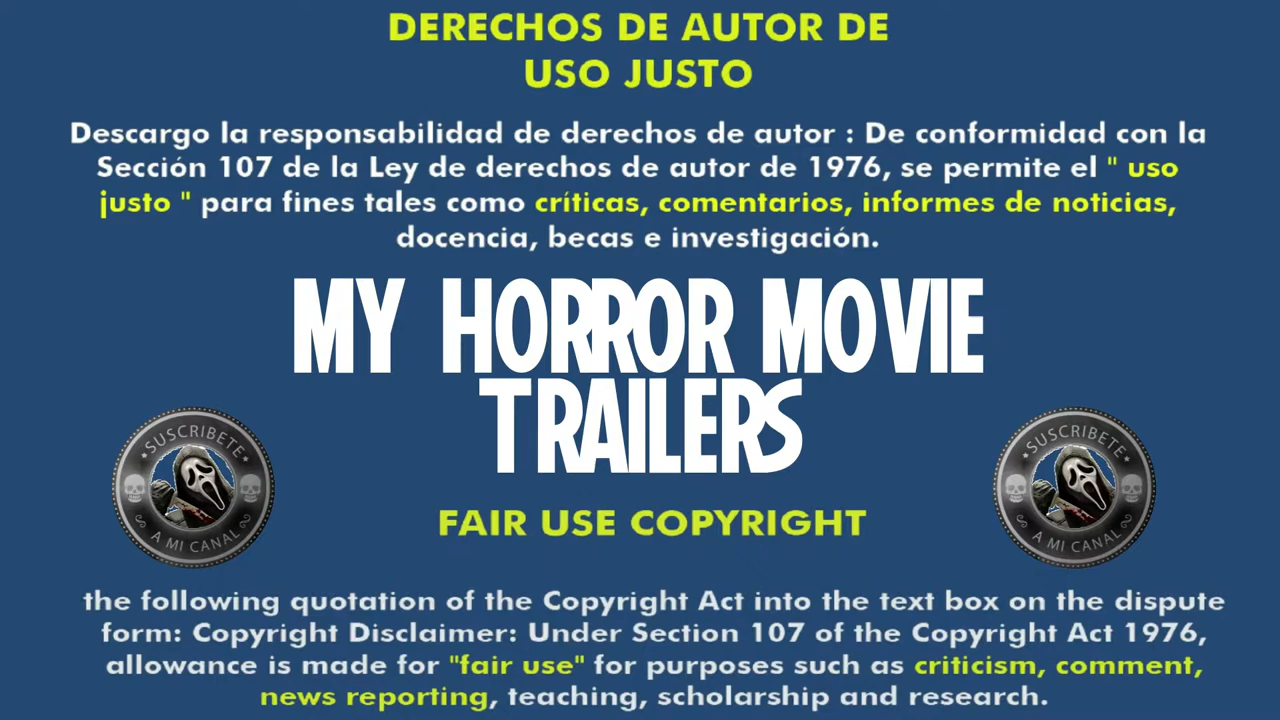 DERECHOS DE AUTOR DE
USO JUSTO
Descargo la responsabilidad de derechos de autor : De conformidad con la
Sección 107 de la Ley de derechos de autor de 1976, se permite el " uso
justo " para fines tales como críticas, comentarios, informes de noticias,
docencia, becas e investigación.
MY HORROR MOVIE
TRAILERS
SUSCRIBETE
A MI CANAL
SUSCRIBETE
A MI CANAL
FAIR USE COPYRIGHT
the following quotation of the Copyright Act into the text box on the dispute
form: Copyright Disclaimer: Under Section 107 of the Copyright Act 1976,
allowance is made for "fair use" for purposes such as criticism, comment,
news reporting, teaching, scholarship and research.